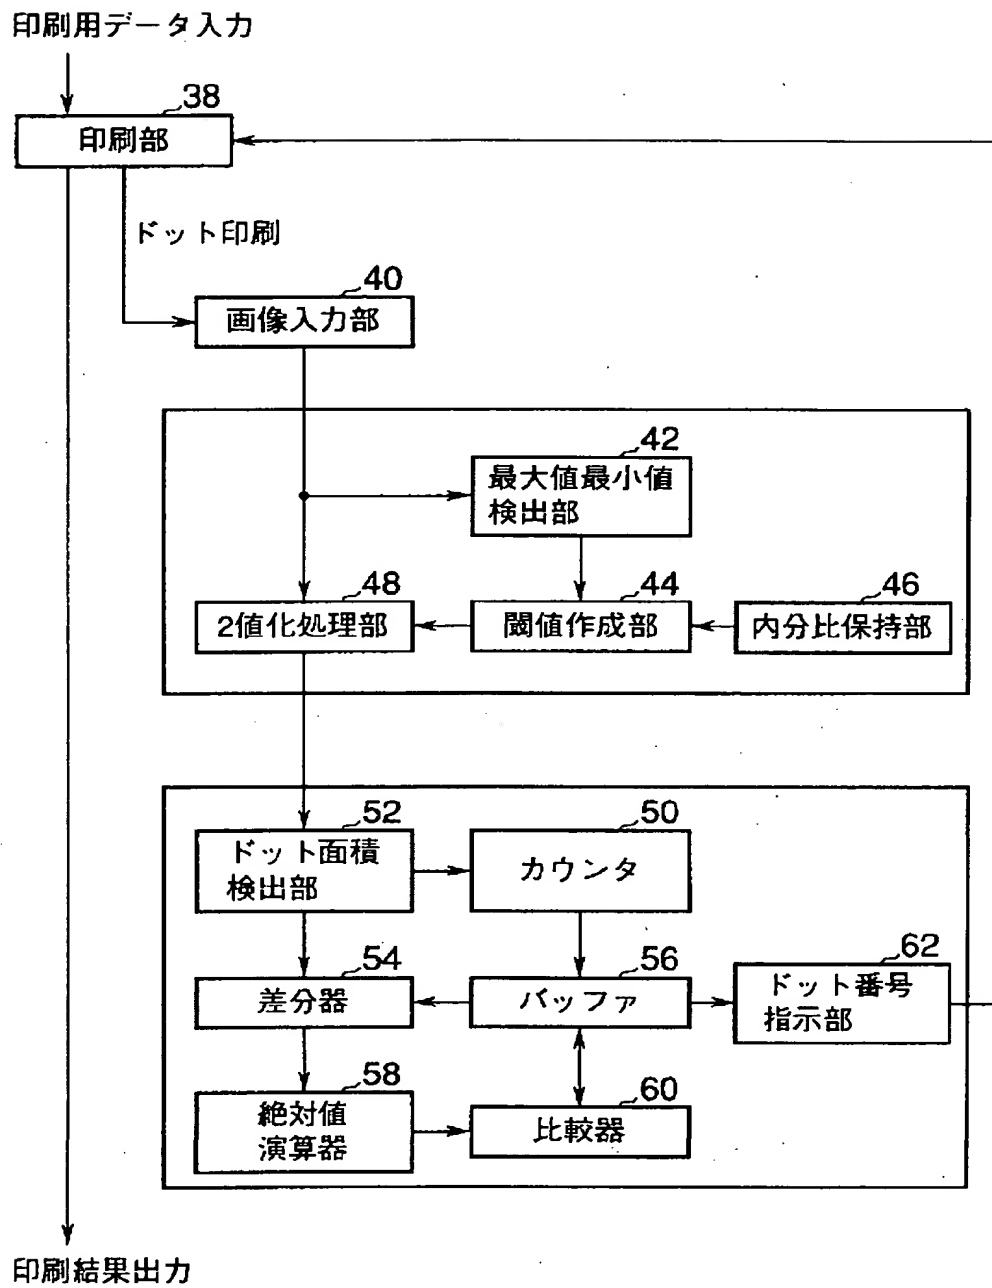 印刷用データ入力
38
印刷部
ドット印刷
40
画像入力部
42
最大値最小値
検出部
48
2値化処理部
44
閾値作成部
46
内分比保持部
52
ドット面積
検出部
50
カウンタ
54
差分器
56
バッファ
62
ドット番号
指示部
58
絶対値
演算器
60
比較器
印刷結果出力